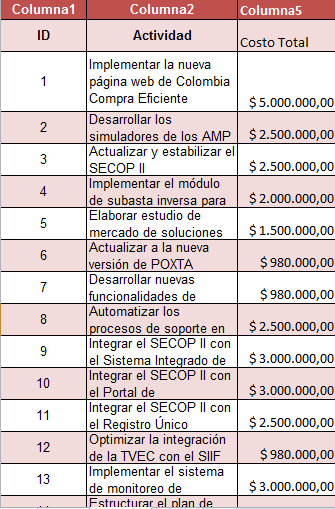 Columna1 Columna2 Columna5
ID Actividad Costo Total
1 Implementar la nueva
página web de Colombia
Compra Eficiente $ 5.000.000,00
2 Desarrollar los
simuladores de los AMP $ 2.500.000,00
3 Actualizar y estabilizar el
SECOP II $ 2.500.000,00
4 Implementar el módulo
de subasta inversa para $ 2.000.000,00
5 Elaborar estudio de
mercado de soluciones $ 1.500.000,00
6 Actualizar a la nueva
versión de POXTA $ 980.000,00
7 Desarrollar nuevas
funcionalidades de $ 980.000,00
8 Automatizar los
procesos de soporte en $ 2.500.000,00
9 Integrar el SECOP II con
el Sistema Integrado de $ 3.000.000,00
10 Integrar el SECOP II con
el Portal de $ 3.000.000,00
11 Integrar el SECOP II con
el Registro Único $ 2.500.000,00
12 Optimizar la integración
de la TVEC con el SIIF $ 980.000,00
13 Implementar el sistema
de monitoreo de $ 3.000.000,00
Estructurar el plan de